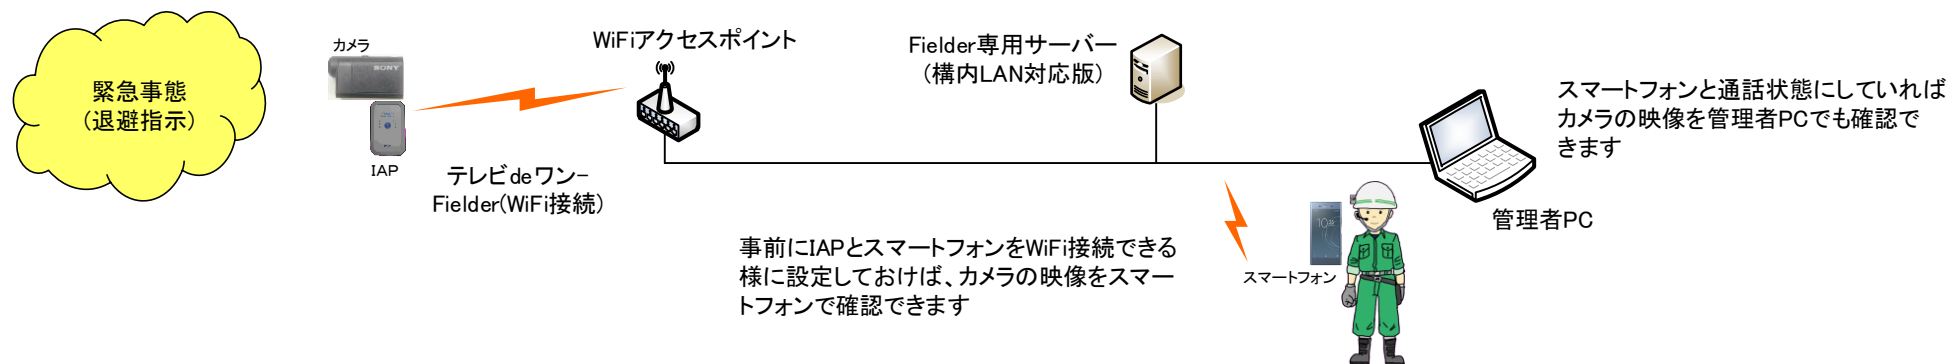 緊急事態
(退避指示)
カメラ
SONY
IAP
テレビdeワン-
Fielder(WiFi接続)
WiFiアクセスポイント
Fielder専用サーバー
(構内LAN対応版)
スマートフォンと通話状態にしていれば
カメラの映像を管理者PCでも確認で
きます
管理者PC
事前にIAPとスマートフォンをWiFi接続できる
様に設定しておけば、カメラの映像をスマー
トフォンで確認できます
スマートフォン